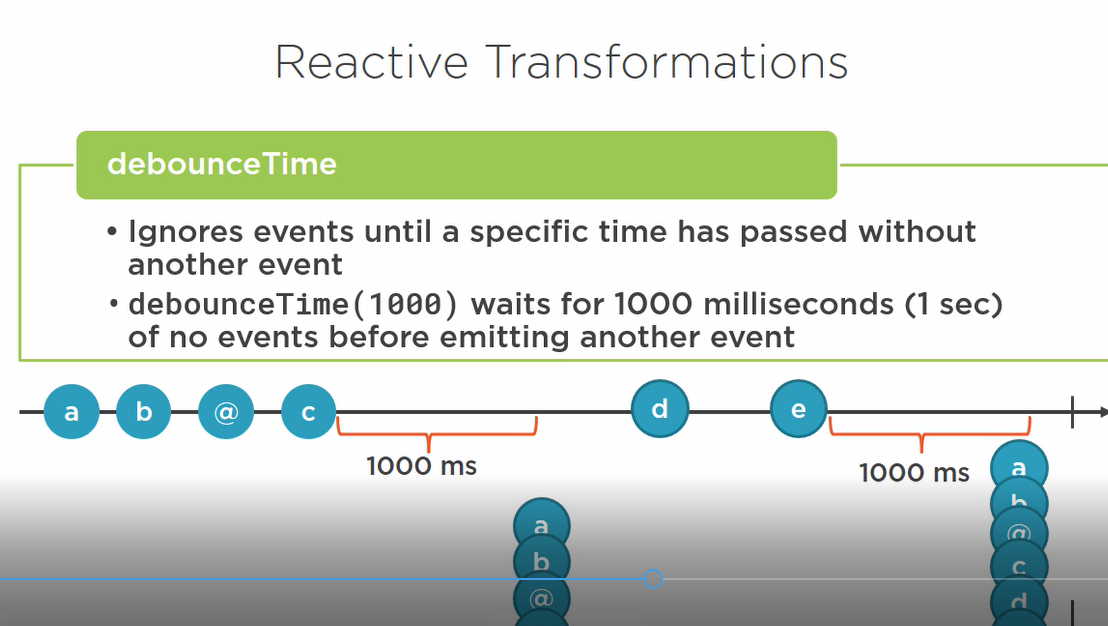 Reactive Transformations
debounceTime
• Ignores events until a specific time has passed without
another event
• debounceTime(1000) waits for 1000 milliseconds (1 sec)
of no events before emitting another event
a b @ c d e
1000 ms 1000 ms
a
b
@
a
b
@
c
d